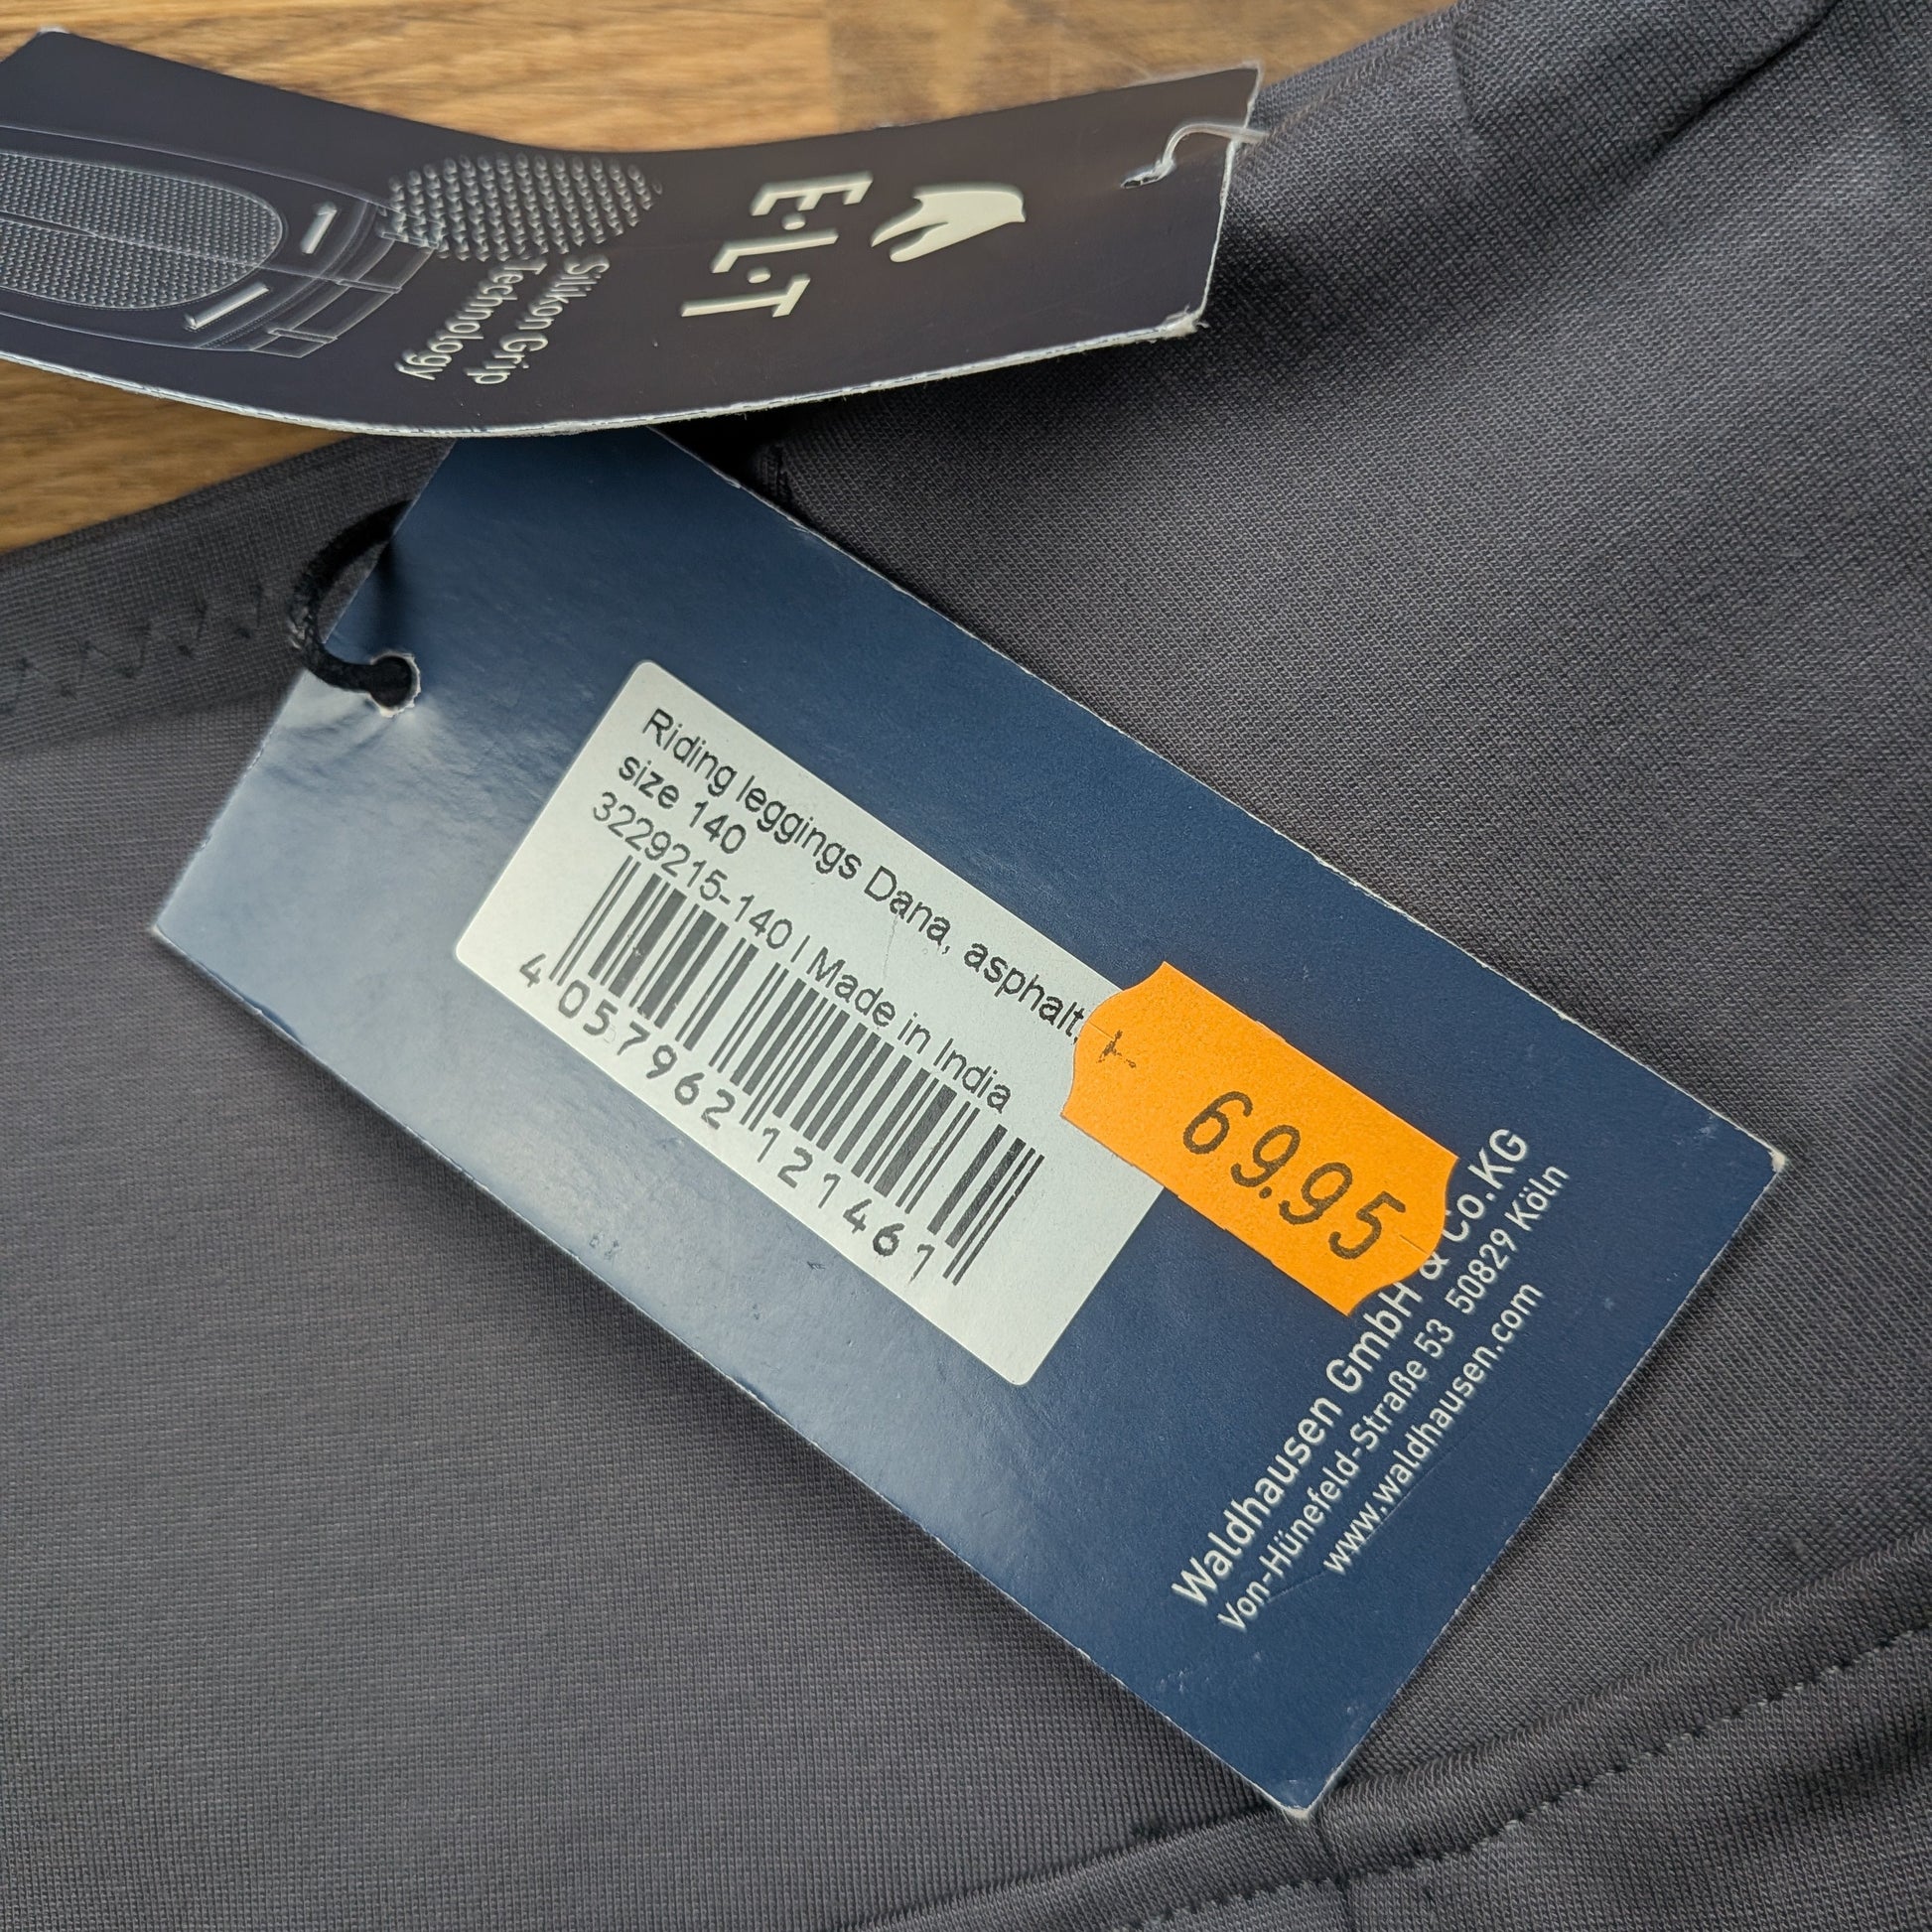 E·L·T
Silikon Grip
Technology
Riding leggings Dana, asphalt,
size 140
3229215-140 | Made in India
4 057962 121461
69.95
Waldhausen GmbH & Co.KG
Von-Hünefeld-Straße 53 50829 Köln
www.waldhausen.com